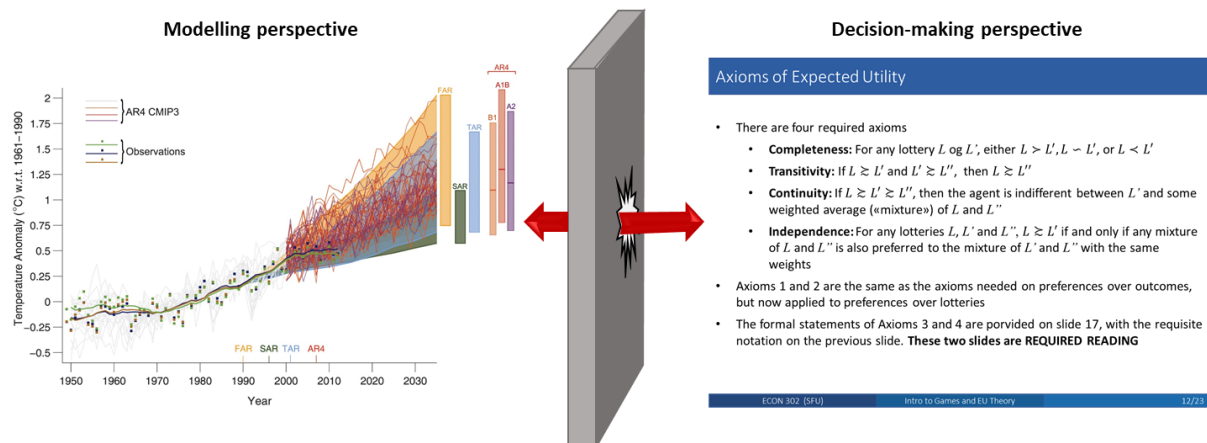 Modelling perspective
Temperature Anomaly (°C) w.r.t. 1961–1990
2
1.75
1.5
1.25
1
0.75
0.5
0.25
0
−0.25
−0.5
AR4 CMIP3
Observations
FAR
SAR
TAR
AR4
B1
A1B
A2
FAR SAR TAR AR4
1950 1960 1970 1980 1990 2000 2010 2020 2030
Year
Decision-making perspective
Axioms of Expected Utility
• There are four required axioms
• Completeness: For any lottery L og L', either L ≻ L', L ∽ L', or L ≺ L'
• Transitivity: If L ≿ L' and L' ≿ L'', then L ≿ L''
• Continuity: If L ≿ L' ≿ L'', then the agent is indifferent between L' and some
weighted average («mixture») of L and L''
• Independence: For any lotteries L, L' and L'', L ≿ L' if and only if any mixture
of L and L'' is also preferred to the mixture of L' and L'' with the same
weights
• Axioms 1 and 2 are the same as the axioms needed on preferences over outcomes,
but now applied to preferences over lotteries
• The formal statements of Axioms 3 and 4 are porvided on slide 17, with the requisite
notation on the previous slide. These two slides are REQUIRED READING
ECON 302 (SFU) Intro to Games and EU Theory 12/23